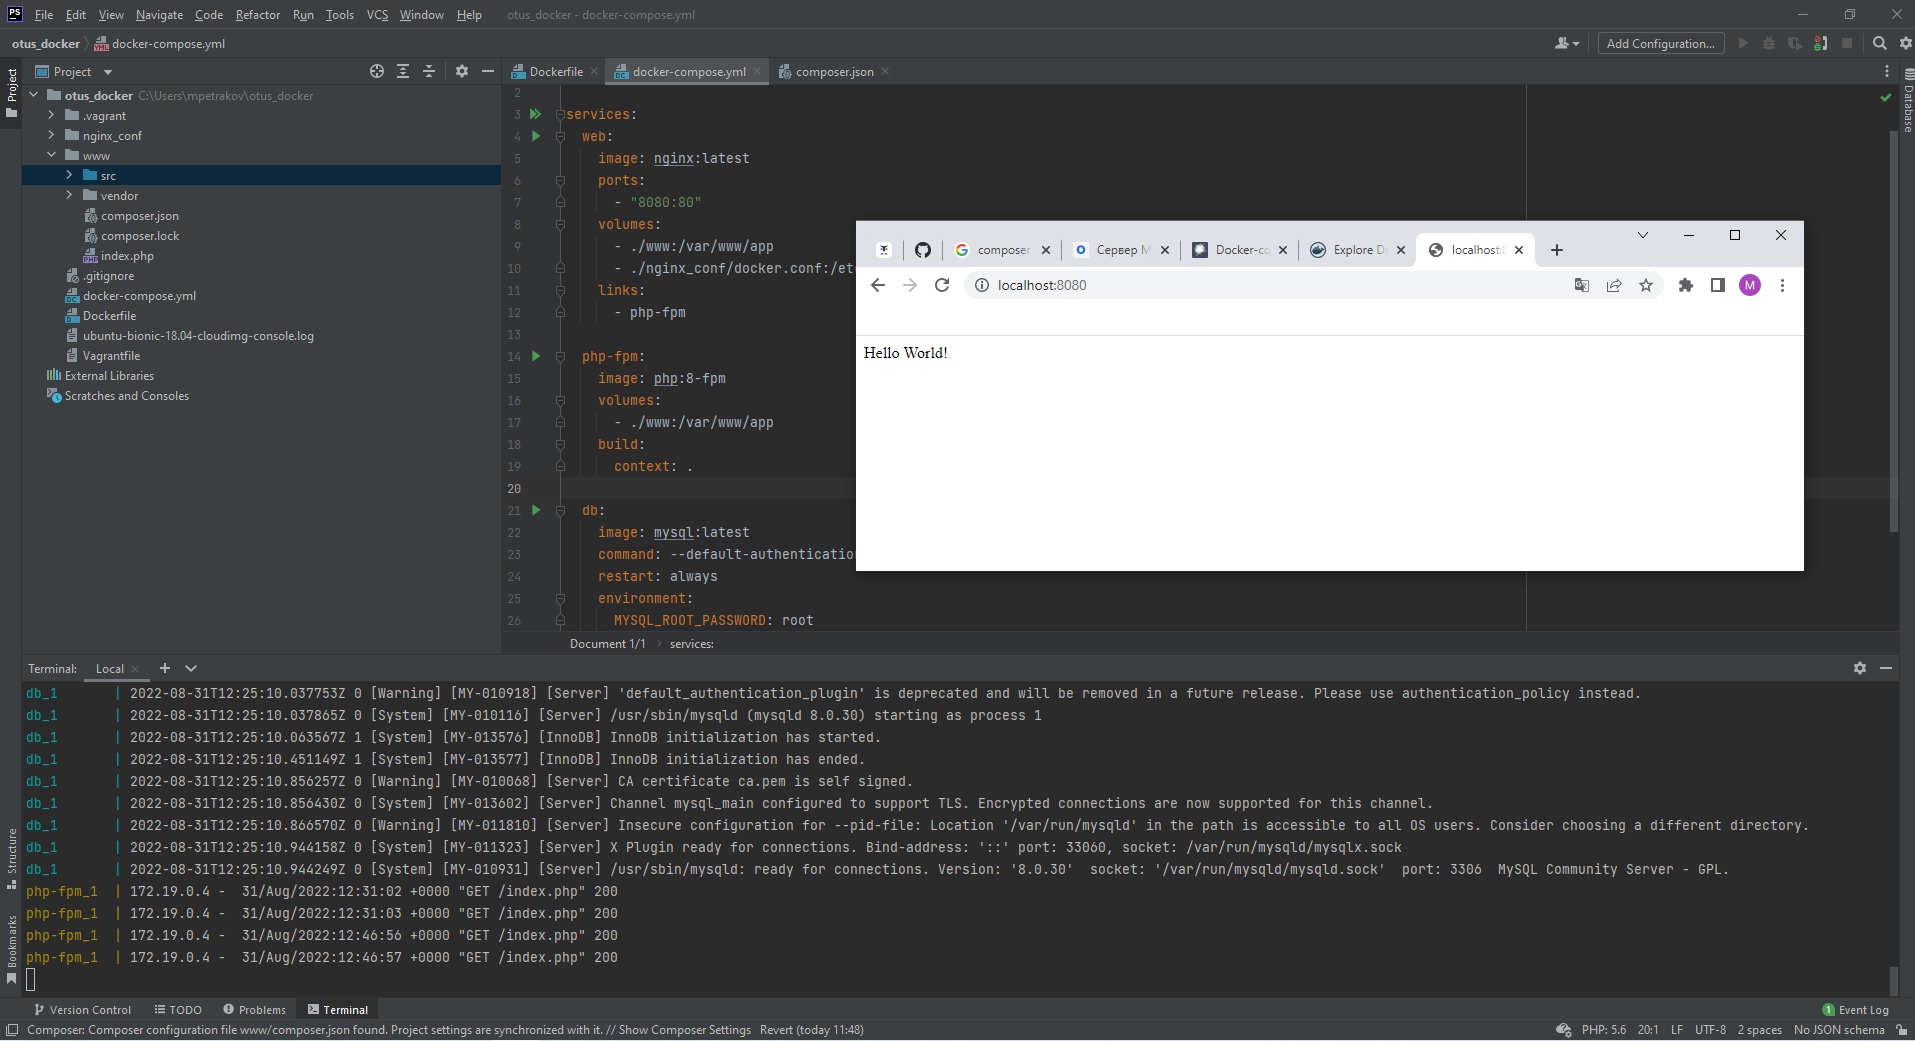 PS File Edit View Navigate Code Refactor Run Tools VCS Window Help otus_docker - docker-compose.yml
otus_docker docker-compose.yml Add Configuration...
Project
Project
Dockerfile docker-compose.yml composer.json
Database
otus_docker C:\Users\mpetrakov\otus_docker
.vagrant
nginx_conf
www
src
vendor
composer.json
composer.lock
index.php
.gitignore
docker-compose.yml
Dockerfile
ubuntu-bionic-18.04-cloudimg-console.log
Vagrantfile
External Libraries
Scratches and Consoles
2
3 services:
4 web:
5 image: nginx:latest
6 ports:
7 - "8080:80"
8 volumes:
9 - ./www:/var/www/app
10 - ./nginx_conf/docker.conf:/et
11 links:
12 - php-fpm
13
14 php-fpm:
15 image: php:8-fpm
16 volumes:
17 - ./www:/var/www/app
18 build:
19 context: .
20
21 db:
22 image: mysql:latest
23 command: --default-authentication
24 restart: always
25 environment:
26 MYSQL_ROOT_PASSWORD: root
Document 1/1 services:
composer Сервер M Docker-co Explore Do localhost:8
localhost:8080 M
Hello World!
Terminal: Local
db_1 | 2022-08-31T12:25:10.037753Z 0 [Warning] [MY-010918] [Server] 'default_authentication_plugin' is deprecated and will be removed in a future release. Please use authentication_policy instead.
db_1 | 2022-08-31T12:25:10.037865Z 0 [System] [MY-010116] [Server] /usr/sbin/mysqld (mysqld 8.0.30) starting as process 1
db_1 | 2022-08-31T12:25:10.063567Z 1 [System] [MY-013576] [InnoDB] InnoDB initialization has started.
db_1 | 2022-08-31T12:25:10.451149Z 1 [System] [MY-013577] [InnoDB] InnoDB initialization has ended.
db_1 | 2022-08-31T12:25:10.856257Z 0 [Warning] [MY-010068] [Server] CA certificate ca.pem is self signed.
db_1 | 2022-08-31T12:25:10.856430Z 0 [System] [MY-013602] [Server] Channel mysql_main configured to support TLS. Encrypted connections are now supported for this channel.
db_1 | 2022-08-31T12:25:10.866570Z 0 [Warning] [MY-011810] [Server] Insecure configuration for --pid-file: Location '/var/run/mysqld' in the path is accessible to all OS users. Consider choosing a different directory.
db_1 | 2022-08-31T12:25:10.944158Z 0 [System] [MY-011323] [Server] X Plugin ready for connections. Bind-address: '::' port: 33060, socket: /var/run/mysqld/mysqlx.sock
db_1 | 2022-08-31T12:25:10.944249Z 0 [System] [MY-010931] [Server] /usr/sbin/mysqld: ready for connections. Version: '8.0.30' socket: '/var/run/mysqld/mysqld.sock' port: 3306 MySQL Community Server - GPL.
php-fpm_1 | 172.19.0.4 - 31/Aug/2022:12:31:02 +0000 "GET /index.php" 200
php-fpm_1 | 172.19.0.4 - 31/Aug/2022:12:31:03 +0000 "GET /index.php" 200
php-fpm_1 | 172.19.0.4 - 31/Aug/2022:12:46:56 +0000 "GET /index.php" 200
php-fpm_1 | 172.19.0.4 - 31/Aug/2022:12:46:57 +0000 "GET /index.php" 200
Structure
Bookmarks
Version Control TODO Problems Terminal 1 Event Log
Composer: Composer configuration file www/composer.json found. Project settings are synchronized with it. // Show Composer Settings Revert (today 11:48) PHP: 5.6 20:1 LF UTF-8 2 spaces No JSON schema